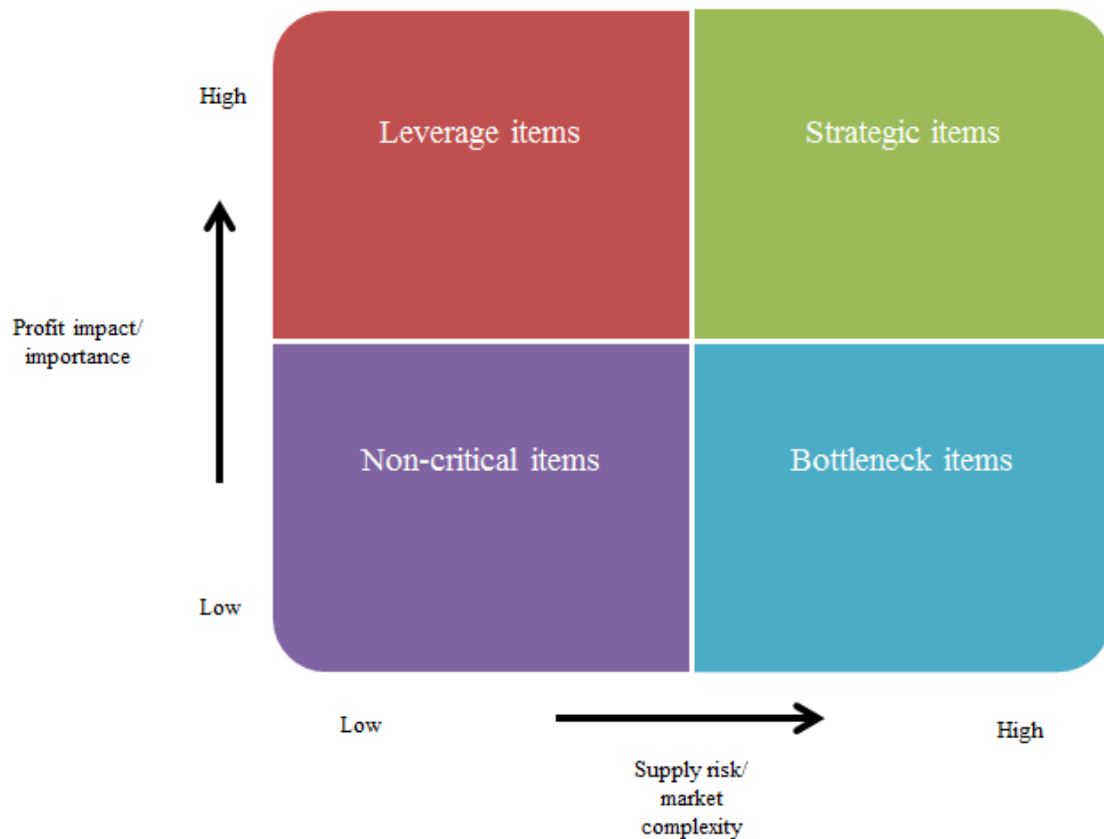 High
Leverage items
Strategic items
Profit impact/
importance
Non-critical items
Bottleneck items
Low
Low
High
Supply risk/
market
complexity